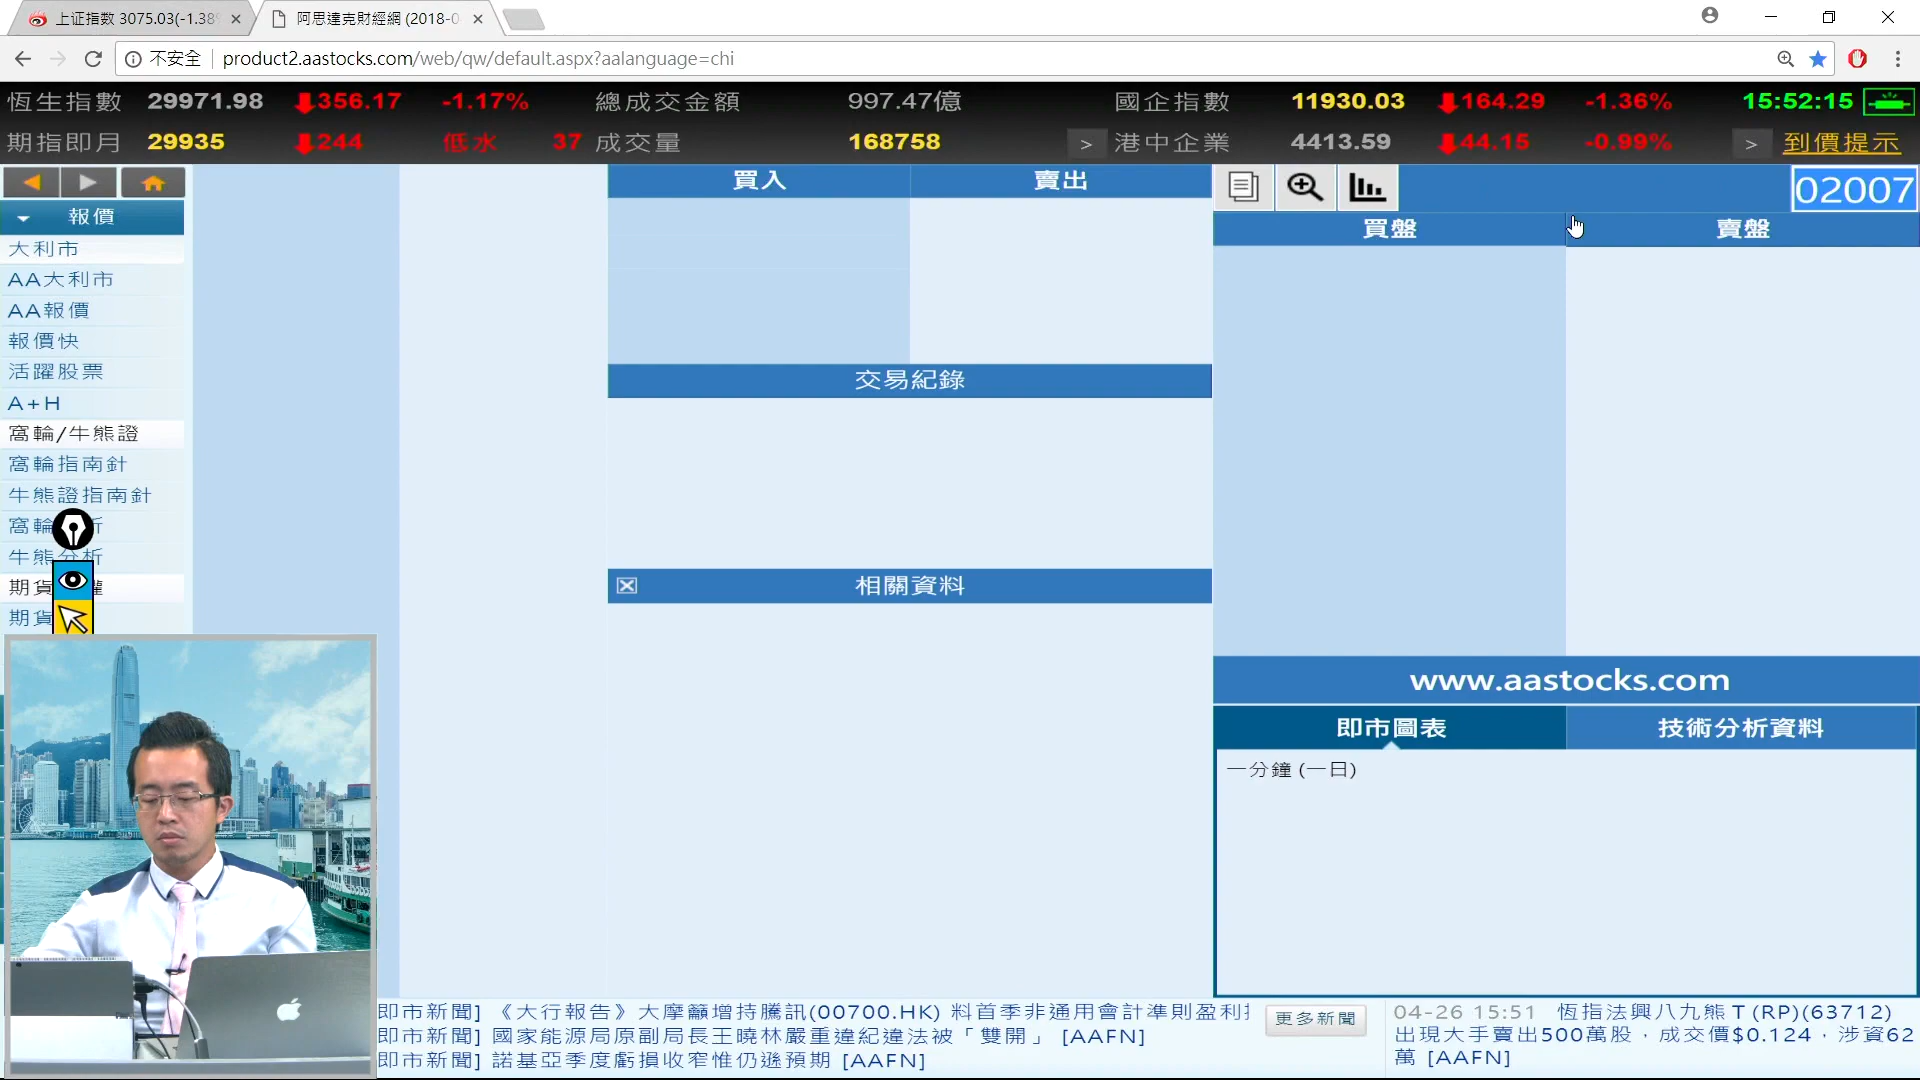 上证指数 3075.03(-1.38
阿思達克財經網 (2018-0
不安全
product2.aastocks.com/web/qw/default.aspx?aalanguage=chi
恆生指數 29971.98 356.17 -1.17% 總成交金額 997.47億 國企指數 11930.03 164.29 -1.36% 15:52:15
期指即月 29935 244 低水 37 成交量 168758 > 港中企業 4413.59 44.15 -0.99% > 到價提示
報價
大利市
AA大利市
AA報價
報價快
活躍股票
A+H
窩輪/牛熊證
窩輪指南針
牛熊證指南針
窩輪 析
牛熊分析
期貨
期貨
買入 賣出
交易紀錄
相關資料
02007
買盤 賣盤
www.aastocks.com
即市圖表 技術分析資料
一分鐘 (一日)
即市新聞] 《大行報告》大摩籲增持騰訊(00700.HK) 料首季非通用會計準則盈利
即市新聞] 國家能源局原副局長王曉林嚴重違紀違法被「雙開」 [AAFN]
即市新聞] 諾基亞季度虧損收窄惟仍遜預期 [AAFN]
更多新聞
04-26 15:51 恆指法興八九熊T(RP)(63712)
出現大手賣出500萬股，成交價$0.124，涉資62
萬 [AAFN]